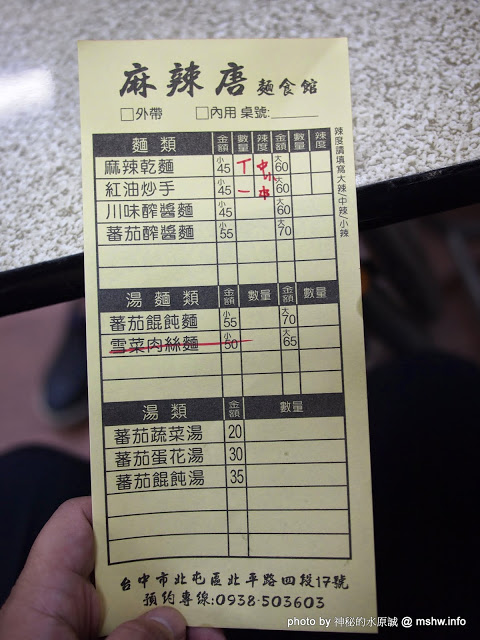 麻辣唐 麵食館
□外帶 □內用 桌號:______
麵類 金額 數量 辣度 金額 數量 辣度
麻辣乾麵 小45 丅 中 大60
紅油炒手 小45 一 中 大60
川味酢醬麵 小45 大60
蕃茄酢醬麵 小55 大70
辣度請填寫大辣/中辣/小辣
湯麵類 金額 數量 金額 數量
蕃茄餛飩麵 小55 大70
雪菜肉絲麵 小50 大65
湯類 金額 數量
蕃茄蔬菜湯 20
蕃茄蛋花湯 30
蕃茄餛飩湯 35
台中市北屯區北平路四段17號
預約專線:0938-503603
photo by 神秘的水原誠 @ mshw.info